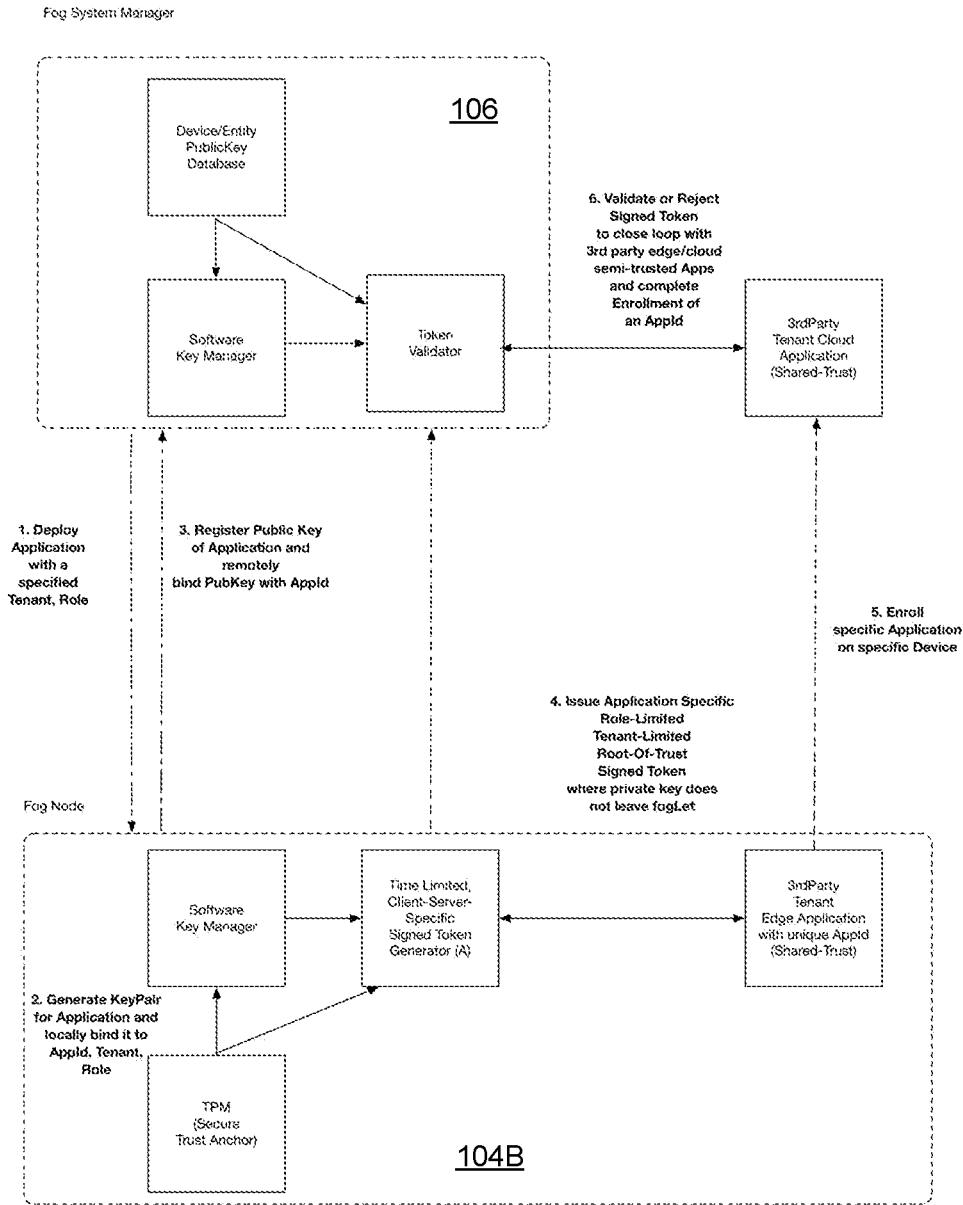 Fog System Manager
106
Device/Entity
PublicKey
Database
Software
Key Manager
Token
Validator
6. Validate or Reject
Signed Token
to close loop with
3rd party edge/cloud
semi-trusted Apps
and complete
Enrollment of
an AppId
3rdParty
Tenant Cloud
Application
(Shared-Trust)
1. Deploy
Application
with a
specified
Tenant, Role
3. Register Public Key
of Application and
remotely
bind PubKey with AppId
5. Enroll
specific Application
on specific Device
4. Issue Application Specific
Role-Limited
Tenant-Limited
Root-Of-Trust
Signed Token
where private key does
not leave fogLet
Fog Node
Software
Key Manager
Time Limited,
Client-Server-
Specific
Signed Token
Generator (A)
3rdParty
Tenant
Edge Application
with unique AppId
(Shared-Trust)
2. Generate KeyPair
for Application and
locally bind it to
AppId, Tenant,
Role
TPM
(Secure
Trust Anchor)
104B